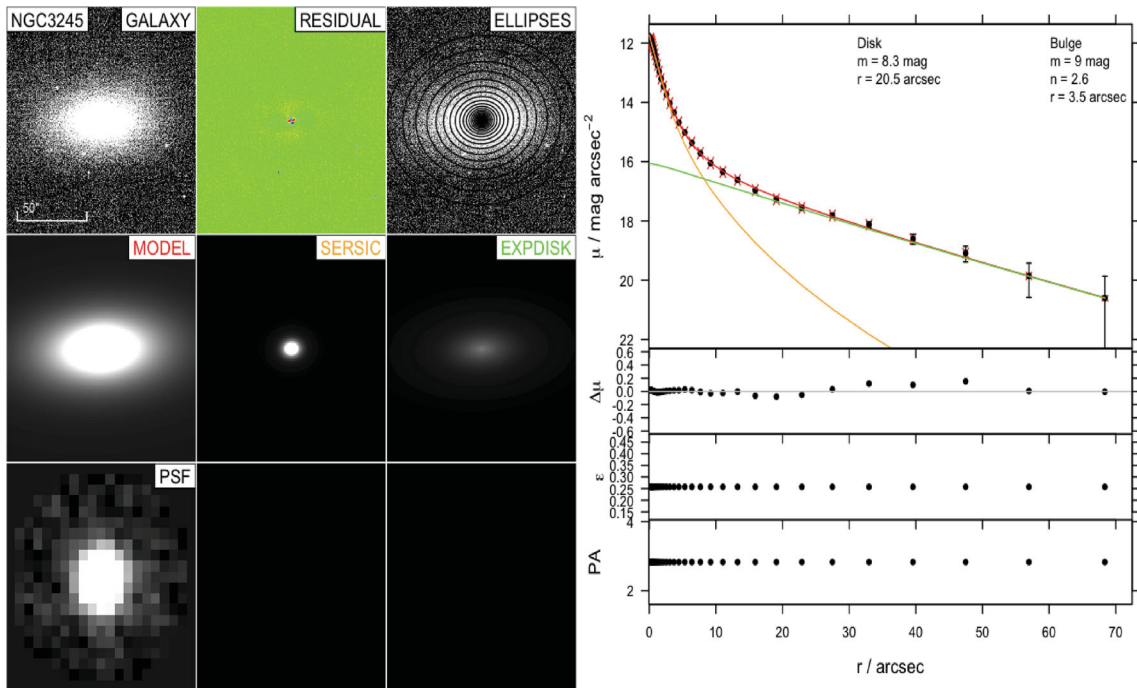 NGC3245 GALAXY
RESIDUAL
ELLIPSES
50"
MODEL
SERSIC
EXPDISK
PSF
Disk
m = 8.3 mag
r = 20.5 arcsec
Bulge
m = 9 mag
n = 2.6
r = 3.5 arcsec
μ / mag arcsec⁻²
12
14
16
18
20
22
Δμ
0.6
0.4
0.2
0.0
-0.2
-0.4
-0.6
ε
0.45
0.40
0.35
0.30
0.25
0.20
0.15
PA
4
2
0 10 20 30 40 50 60 70
r / arcsec